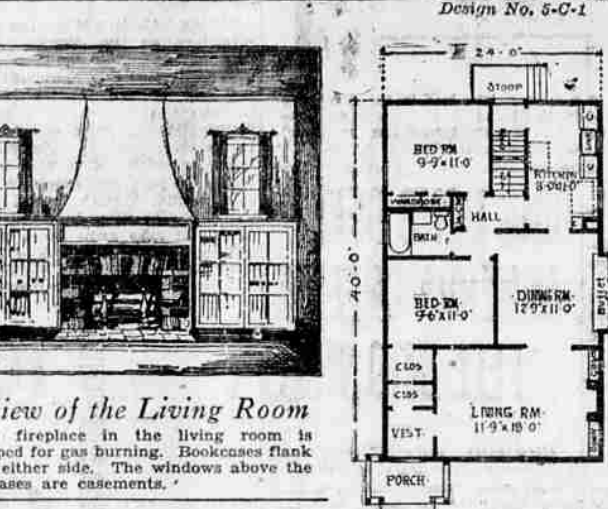 Design No. 5-C-1
24-0"
STOOP
BED RM.
9-9"x11-0"
KITCHEN
WARDROBE
HALL
BATH
40-0"
BED RM.
9-6"x11-0"
DINING RM.
12'9"x11-0"
BUFFET
CLOS
CLOS
LIVING RM.
11'9"x18'0"
VEST.
PORCH
iew of the Living Room
fireplace in the living room is
ped for gas burning. Bookcases flank
either side. The windows above the
ases are casements.